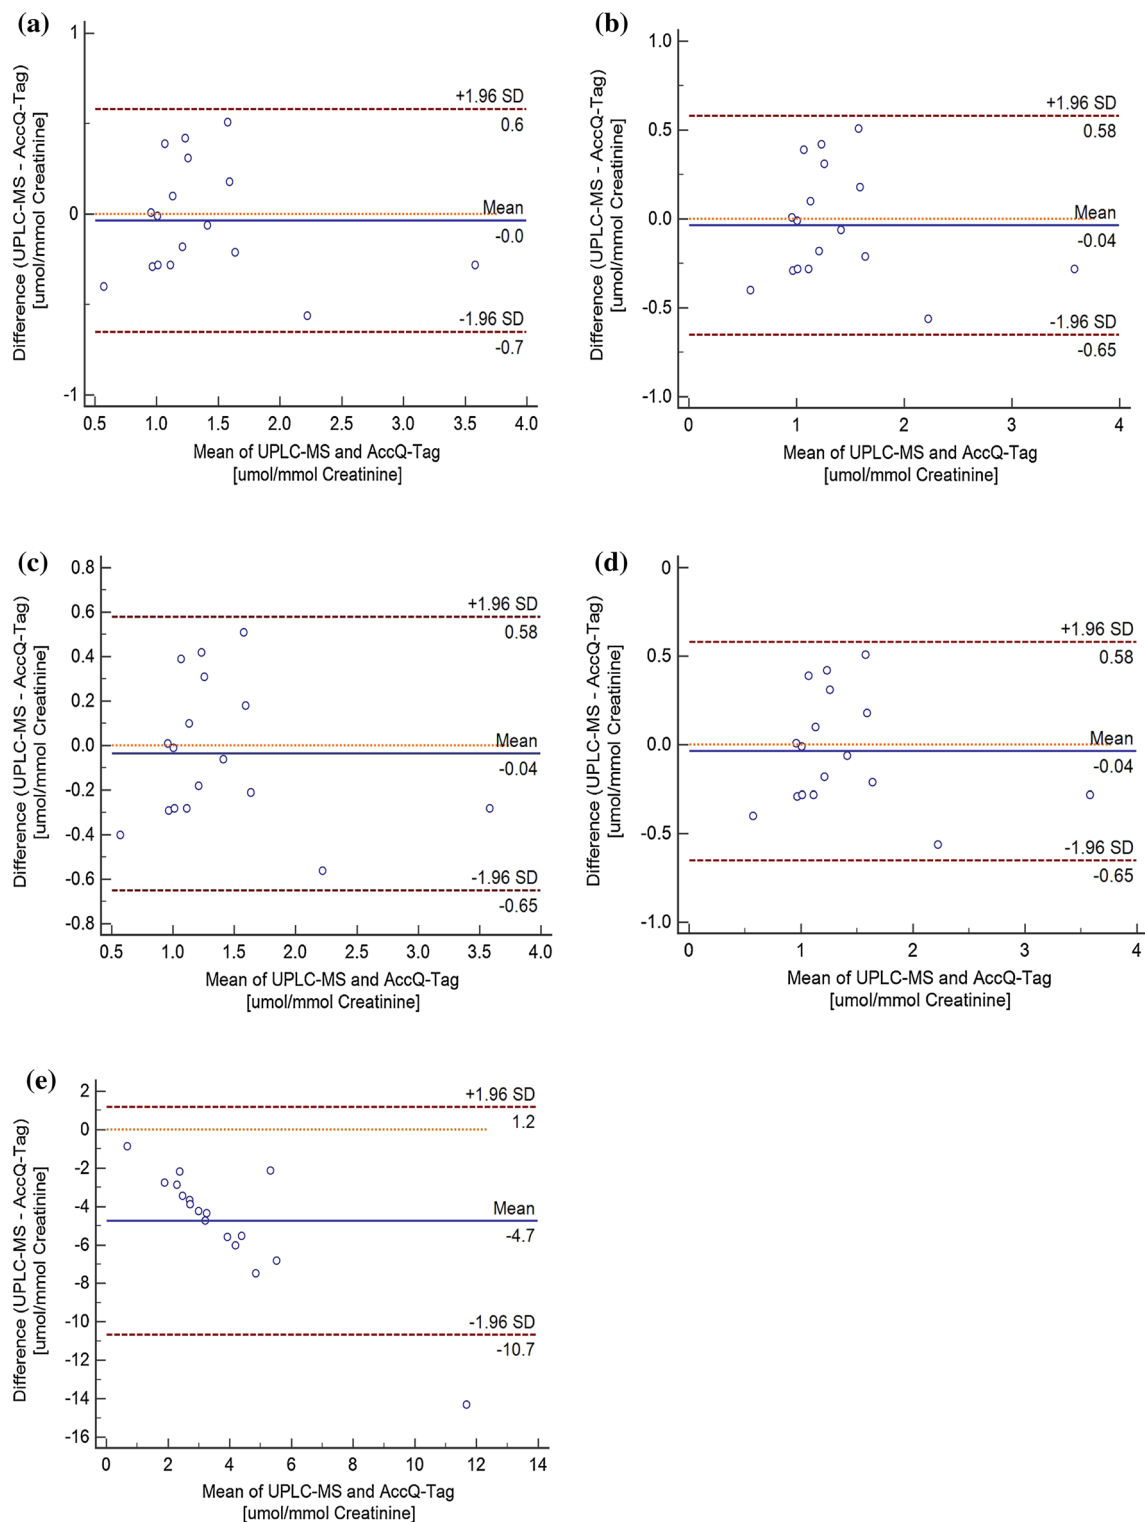 (a)
Difference (UPLC-MS - AccQ-Tag)
[umol/mmol Creatinine]
1
0
-1
+1.96 SD
0.6
Mean
-0.0
-1.96 SD
-0.7
0.5 1.0 1.5 2.0 2.5 3.0 3.5 4.0
Mean of UPLC-MS and AccQ-Tag
[umol/mmol Creatinine]
(b)
Difference (UPLC-MS - AccQ-Tag)
[umol/mmol Creatinine]
1.0
0.5
0.0
-0.5
-1.0
+1.96 SD
0.58
Mean
-0.04
-1.96 SD
-0.65
0 1 2 3 4
Mean of UPLC-MS and AccQ-Tag
[umol/mmol Creatinine]
(c)
Difference (UPLC-MS - AccQ-Tag)
[umol/mmol Creatinine]
0.8
0.6
0.4
0.2
0.0
-0.2
-0.4
-0.6
-0.8
+1.96 SD
0.58
Mean
-0.04
-1.96 SD
-0.65
0.5 1.0 1.5 2.0 2.5 3.0 3.5 4.0
Mean of UPLC-MS and AccQ-Tag
[umol/mmol Creatinine]
(d)
Difference (UPLC-MS - AccQ-Tag)
[umol/mmol Creatinine]
0
0.5
0.0
-0.5
-1.0
+1.96 SD
0.58
Mean
-0.04
-1.96 SD
-0.65
0 1 2 3 4
Mean of UPLC-MS and AccQ-Tag
[umol/mmol Creatinine]
(e)
Difference (UPLC-MS - AccQ-Tag)
[umol/mmol Creatinine]
2
0
-2
-4
-6
-8
-10
-12
-14
-16
+1.96 SD
1.2
Mean
-4.7
-1.96 SD
-10.7
0 2 4 6 8 10 12 14
Mean of UPLC-MS and AccQ-Tag
[umol/mmol Creatinine]